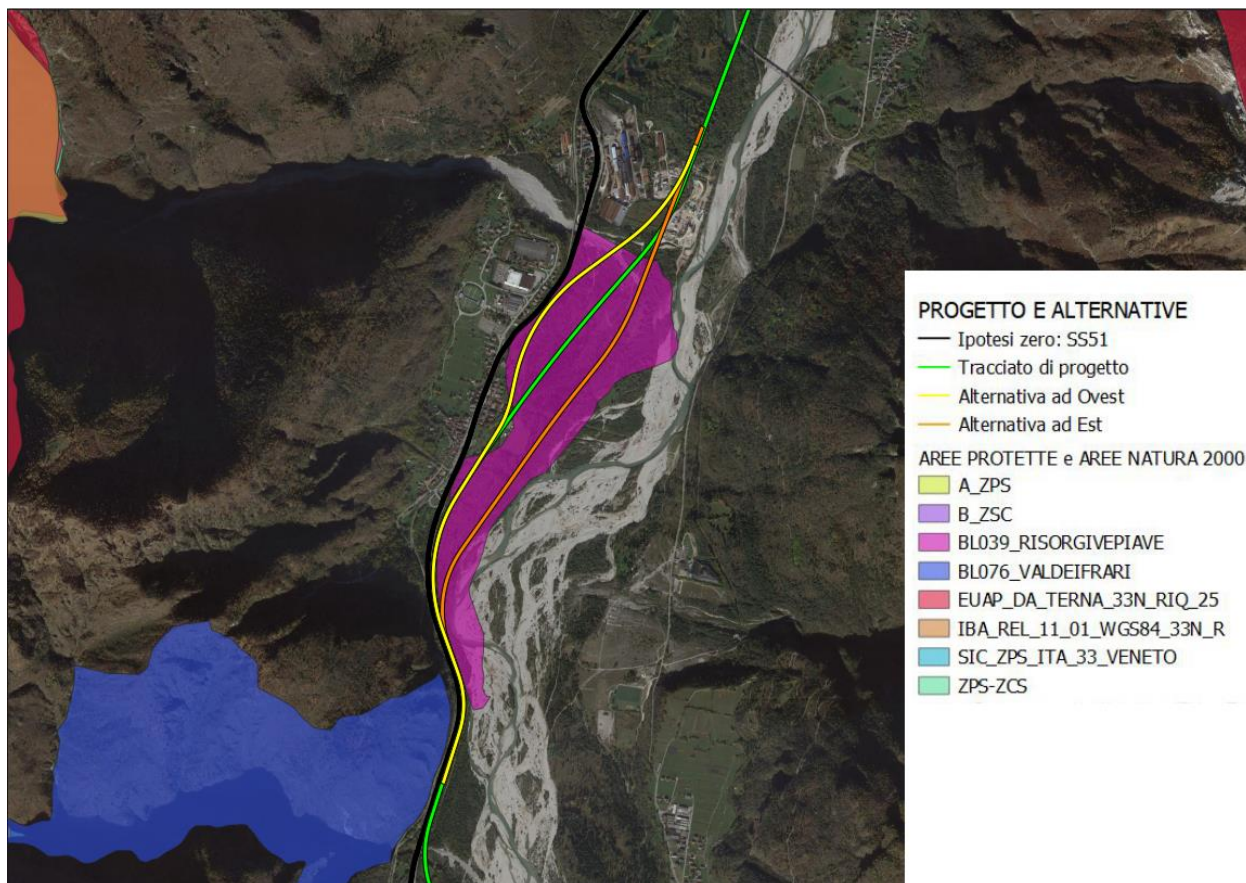 PROGETTO E ALTERNATIVE
Ipotesi zero: SS51
Tracciato di progetto
Alternativa ad Ovest
Alternativa ad Est
AREE PROTETTE e AREE NATURA 2000
A_ZPS
B_ZSC
BL039_RISORGIVEPIAVE
BL076_VALDEIFRARI
EUAP_DA_TERNA_33N_RIQ_25
IBA_REL_11_01_WGS84_33N_R
SIC_ZPS_ITA_33_VENETO
ZPS-ZCS